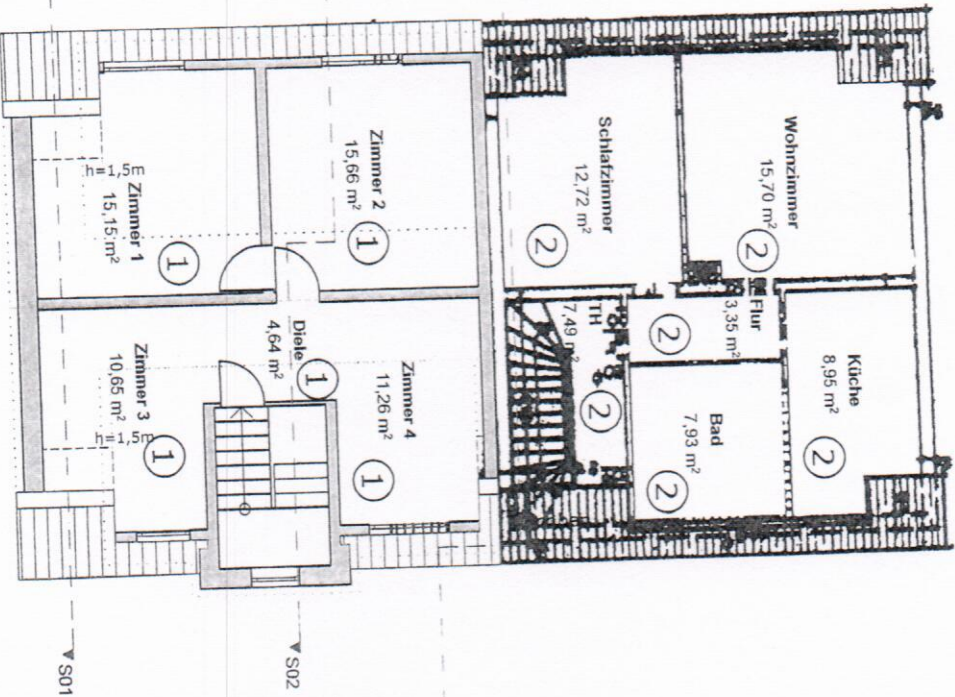 Wohnzimmer
15,70 m²
2
Küche
8,95 m²
2
Flur
3,35 m²
2
Bad
7,93 m²
2
Schlafzimmer
12,72 m²
2
TH
7,49 m²
2
Zimmer 2
15,66 m²
1
Zimmer 4
11,26 m²
1
Diele
4,64 m²
1
h=1,5m
Zimmer 1
15,15 m²
1
Zimmer 3
10,65 m²
h=1,5m
1
S02
S01